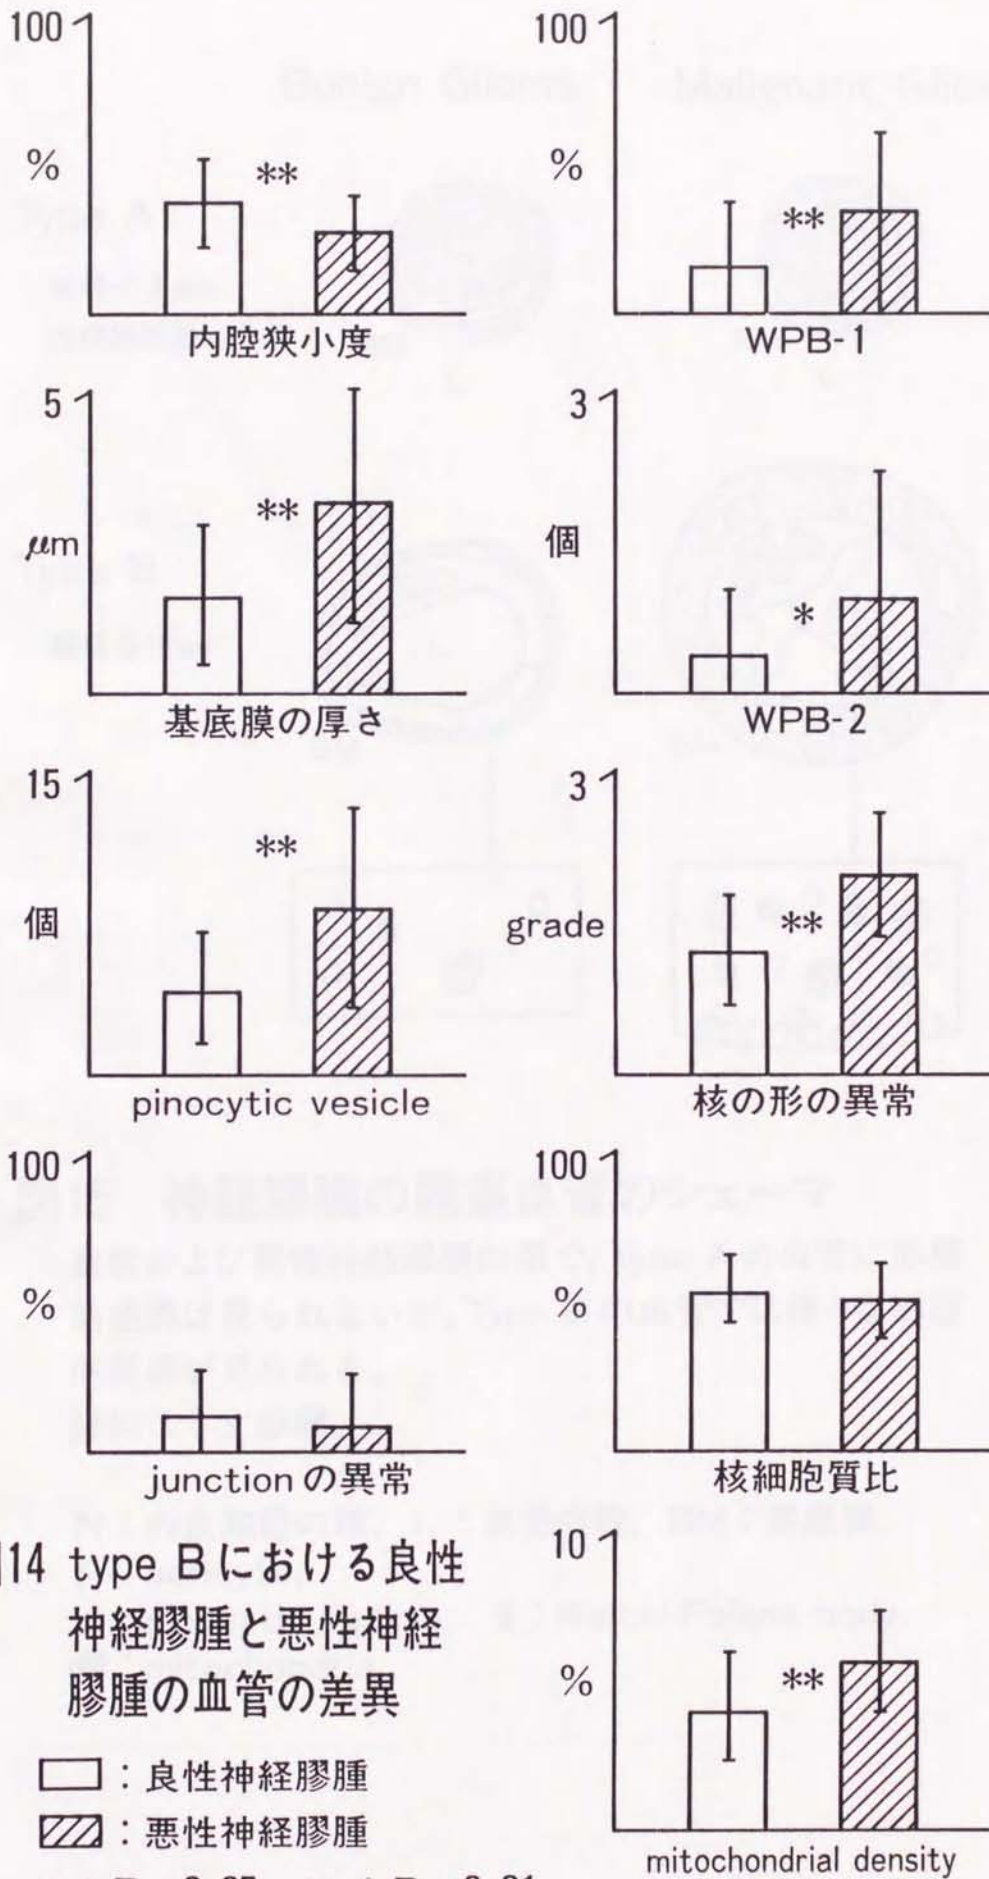 100
%
**
内腔狭小度
100
%
**
WPB-1
5
μm
**
基底膜の厚さ
3
個
*
WPB-2
15
個
**
pinocytic vesicle
3
grade
**
核の形の異常
100
%
junctionの異常
100
%
核細胞質比
14 type Bにおける良性
神経膠腫と悪性神経
膠腫の血管の差異
□：良性神経膠腫
：悪性神経膠腫
10
%
**
mitochondrial density